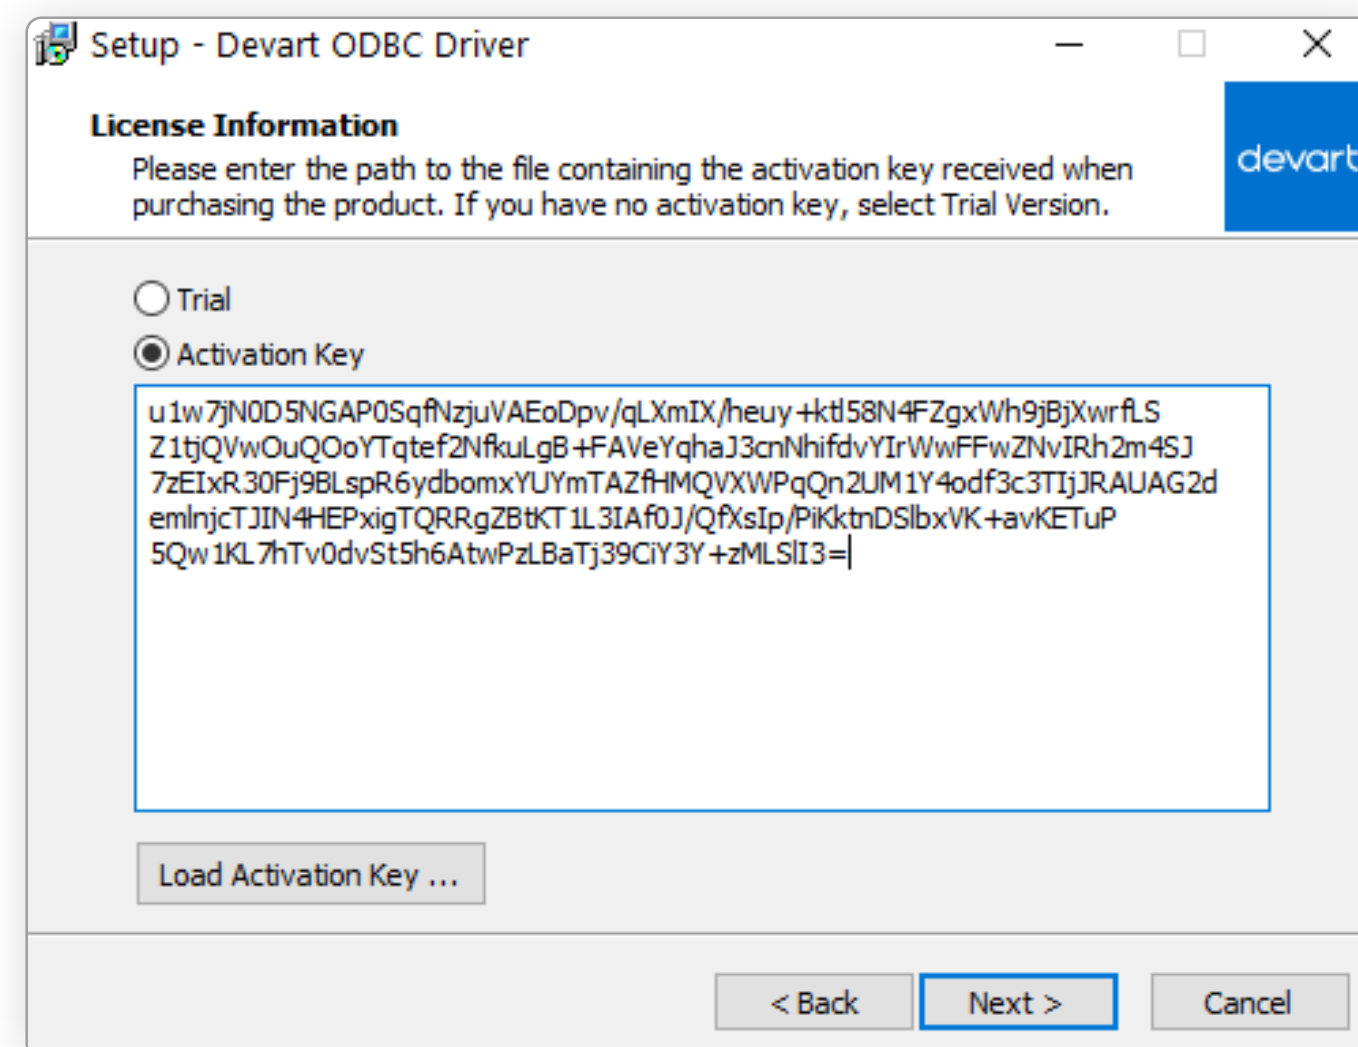 Setup - Devart ODBC Driver
License Information
Please enter the path to the file containing the activation key received when
purchasing the product. If you have no activation key, select Trial Version.
devart
Trial
Activation Key
u1w7jN0D5NGAP0SqfNzjuVAEoDpv/qLXmIX/heuy+ktl58N4FZgxWh9jBjXwrfLS
Z1tjQVwOuQOoYTqtef2NfkuLgB+FAVeYqhaJ3cnNhifdvYIrWwFFwZNvIRh2m4SJ
7zEIxR30Fj9BLspR6ydbomxYUYmTAZfHMQVXWPqQn2UM1Y4odf3c3TIjJRAUAG2d
emlnjcTJIN4HEPxigTQRRgZBtKT1L3IAf0J/QfXsIp/PiKktnDSlbxVK+avKETuP
5Qw1KL7hTv0dvSt5h6AtwPzLBaTj39CiY3Y+zMLSlI3=
Load Activation Key ...
< Back
Next >
Cancel